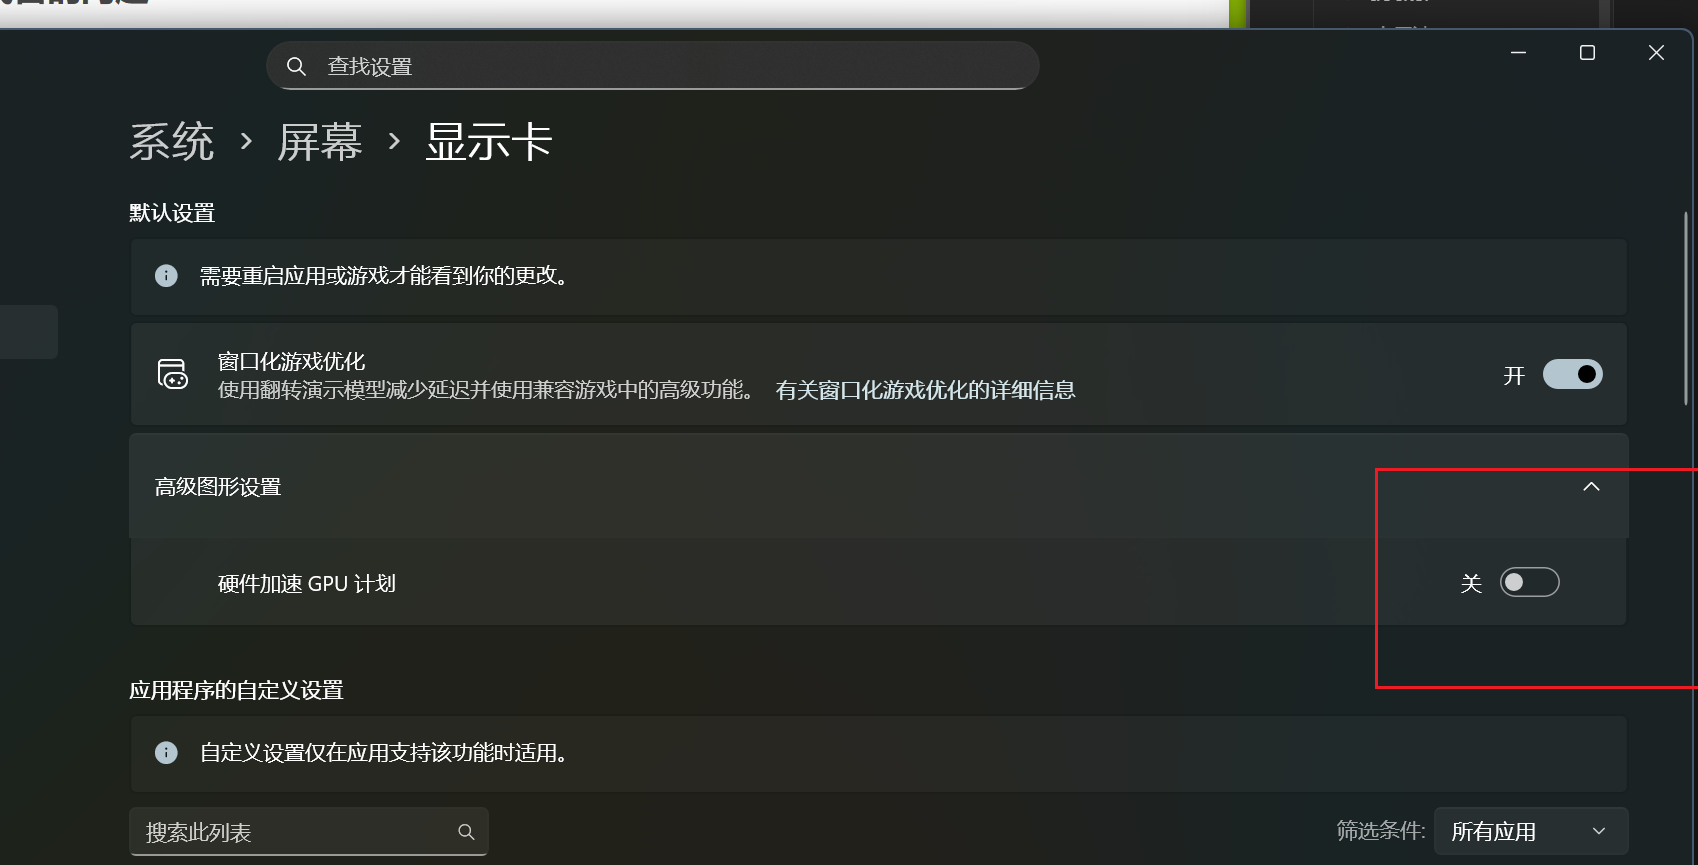 查找设置
系统 › 屏幕 › 显示卡
默认设置
需要重启应用或游戏才能看到你的更改。
窗口化游戏优化
使用翻转演示模型减少延迟并使用兼容游戏中的高级功能。 有关窗口化游戏优化的详细信息
开
高级图形设置
硬件加速 GPU 计划
关
应用程序的自定义设置
自定义设置仅在应用支持该功能时适用。
搜索此列表
筛选条件: 所有应用